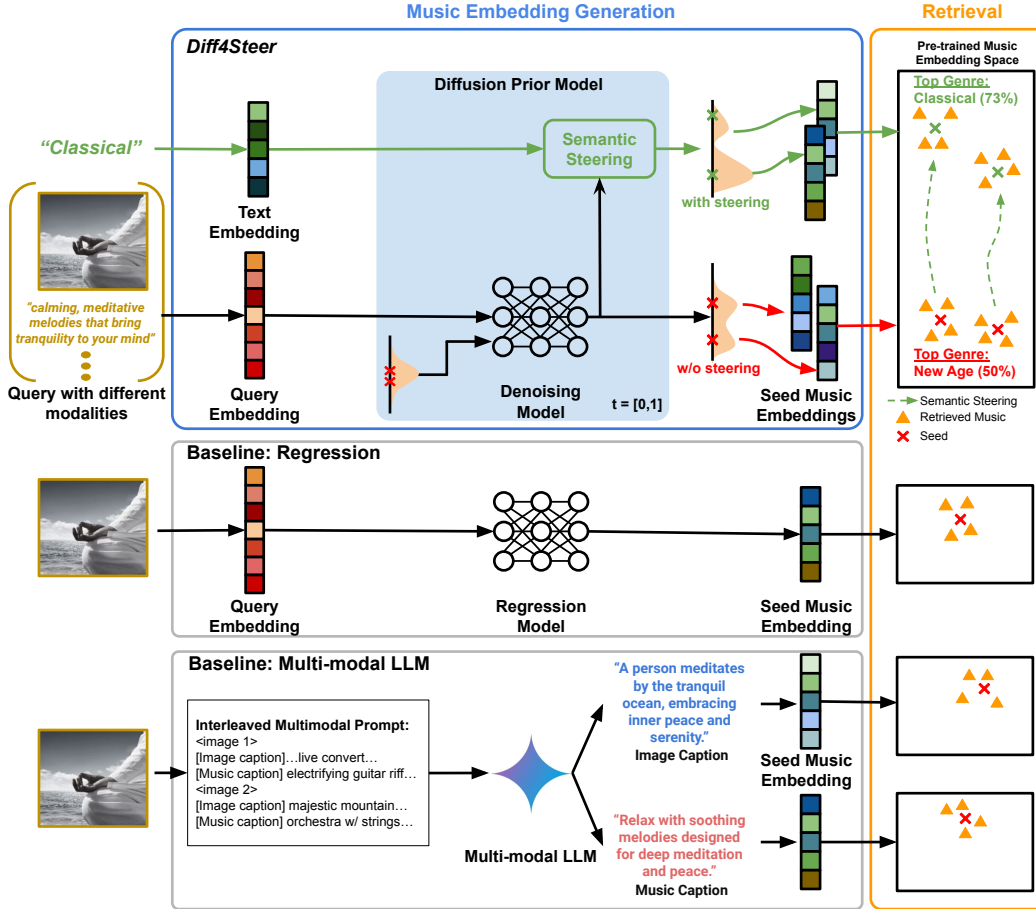 Music Embedding Generation
Retrieval
Diff4Steer
Pre-trained Music
Embedding Space
Diffusion Prior Model
Top Genre:
Classical (73%)
"Classical"
Semantic
Steering
with steering
Text
Embedding
"calming, meditative
melodies that bring
tranquility to your mind"
Query with different
modalities
Query
Embedding
Denoising
Model
t = [0,1]
w/o steering
Seed Music
Embeddings
Top Genre:
New Age (50%)
Semantic Steering
Retrieved Music
Seed
Baseline: Regression
Query
Embedding
Regression
Model
Seed Music
Embedding
Baseline: Multi-modal LLM
Interleaved Multimodal Prompt:
<image 1>
[Image caption]…live convert…
[Music caption] electrifying guitar riff…
<image 2>
[Image caption] majestic mountain…
[Music caption] orchestra w/ strings…
Multi-modal LLM
“A person meditates
by the tranquil
ocean, embracing
inner peace and
serenity.”
Image Caption
Seed Music
Embedding
“Relax with soothing
melodies designed
for deep meditation
and peace.”
Music Caption